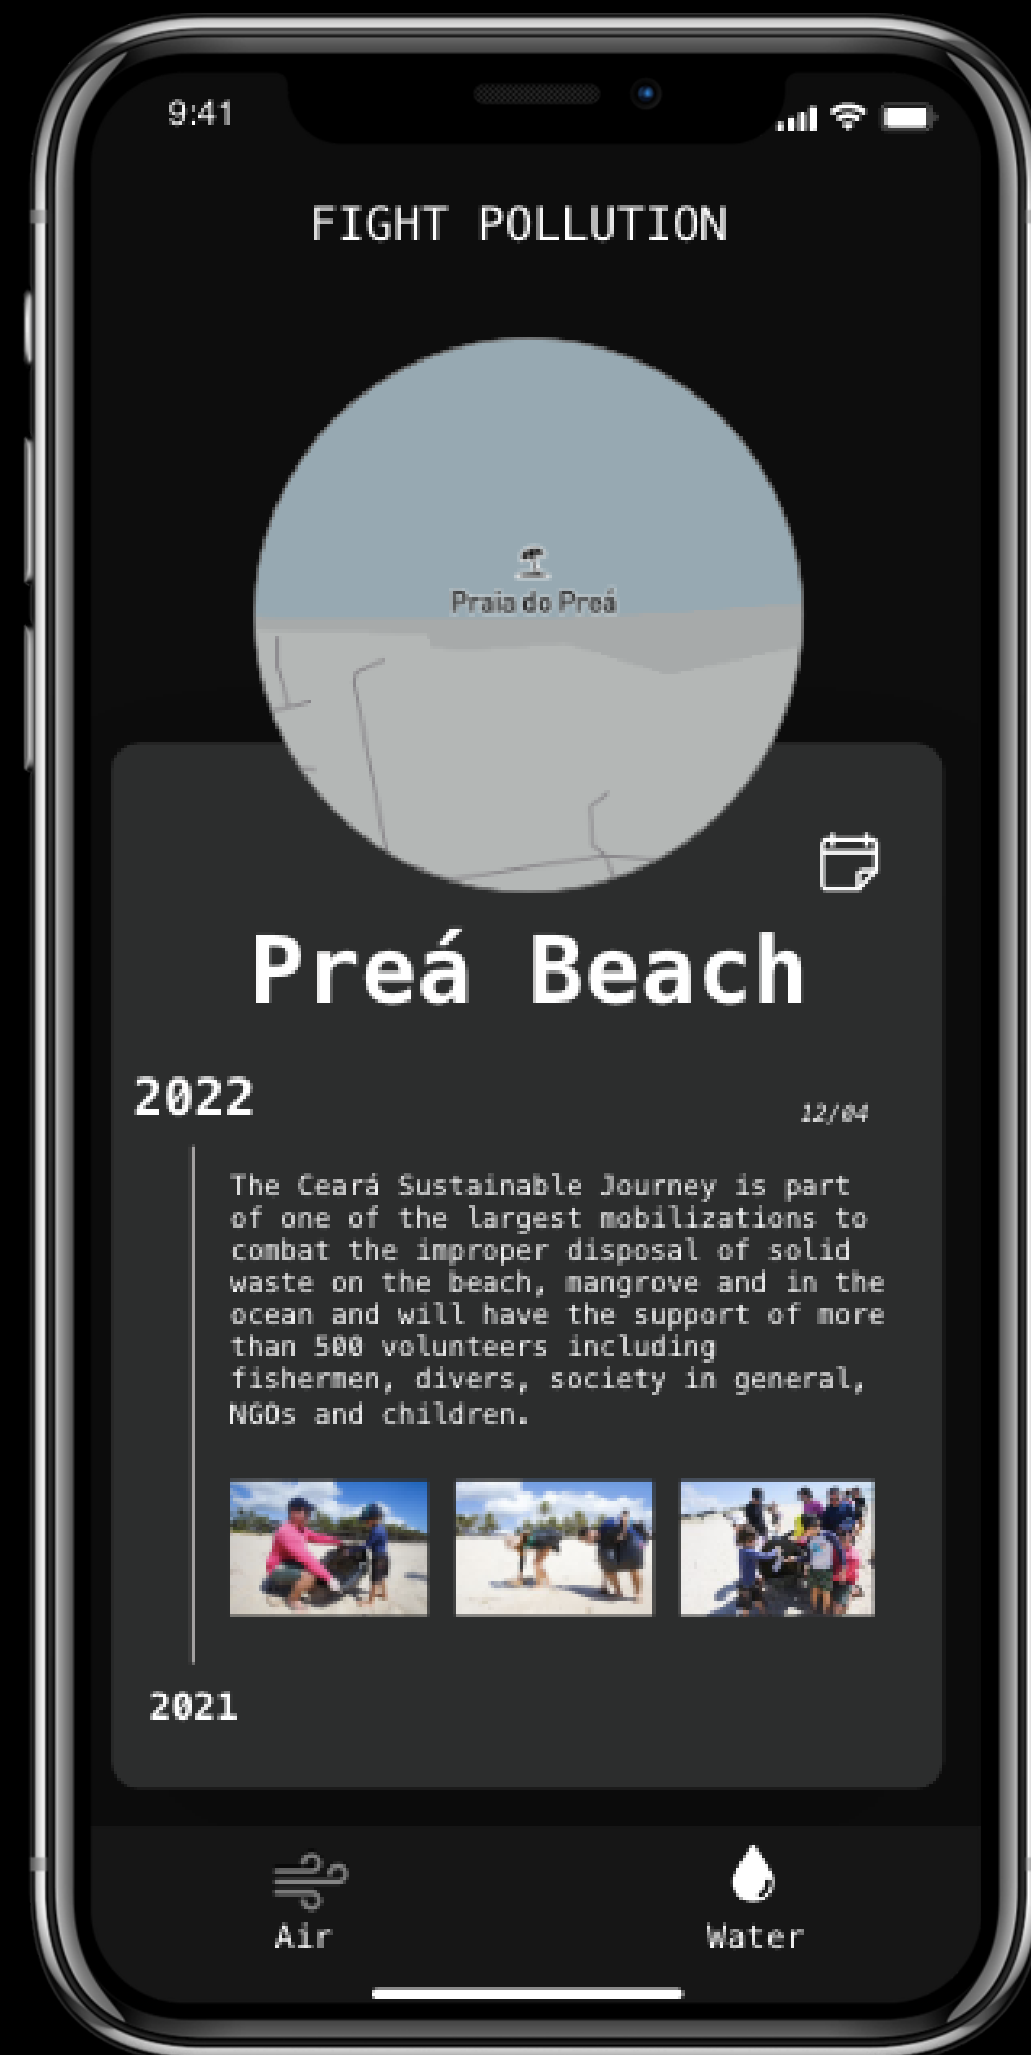 9:41
FIGHT POLLUTION
Praia do Preá
Preá Beach
2022
12/04
The Ceará Sustainable Journey is part
of one of the largest mobilizations to
combat the improper disposal of solid
waste on the beach, mangrove and in the
ocean and will have the support of more
than 500 volunteers including
fishermen, divers, society in general,
NGOs and children.
2021
Air
Water